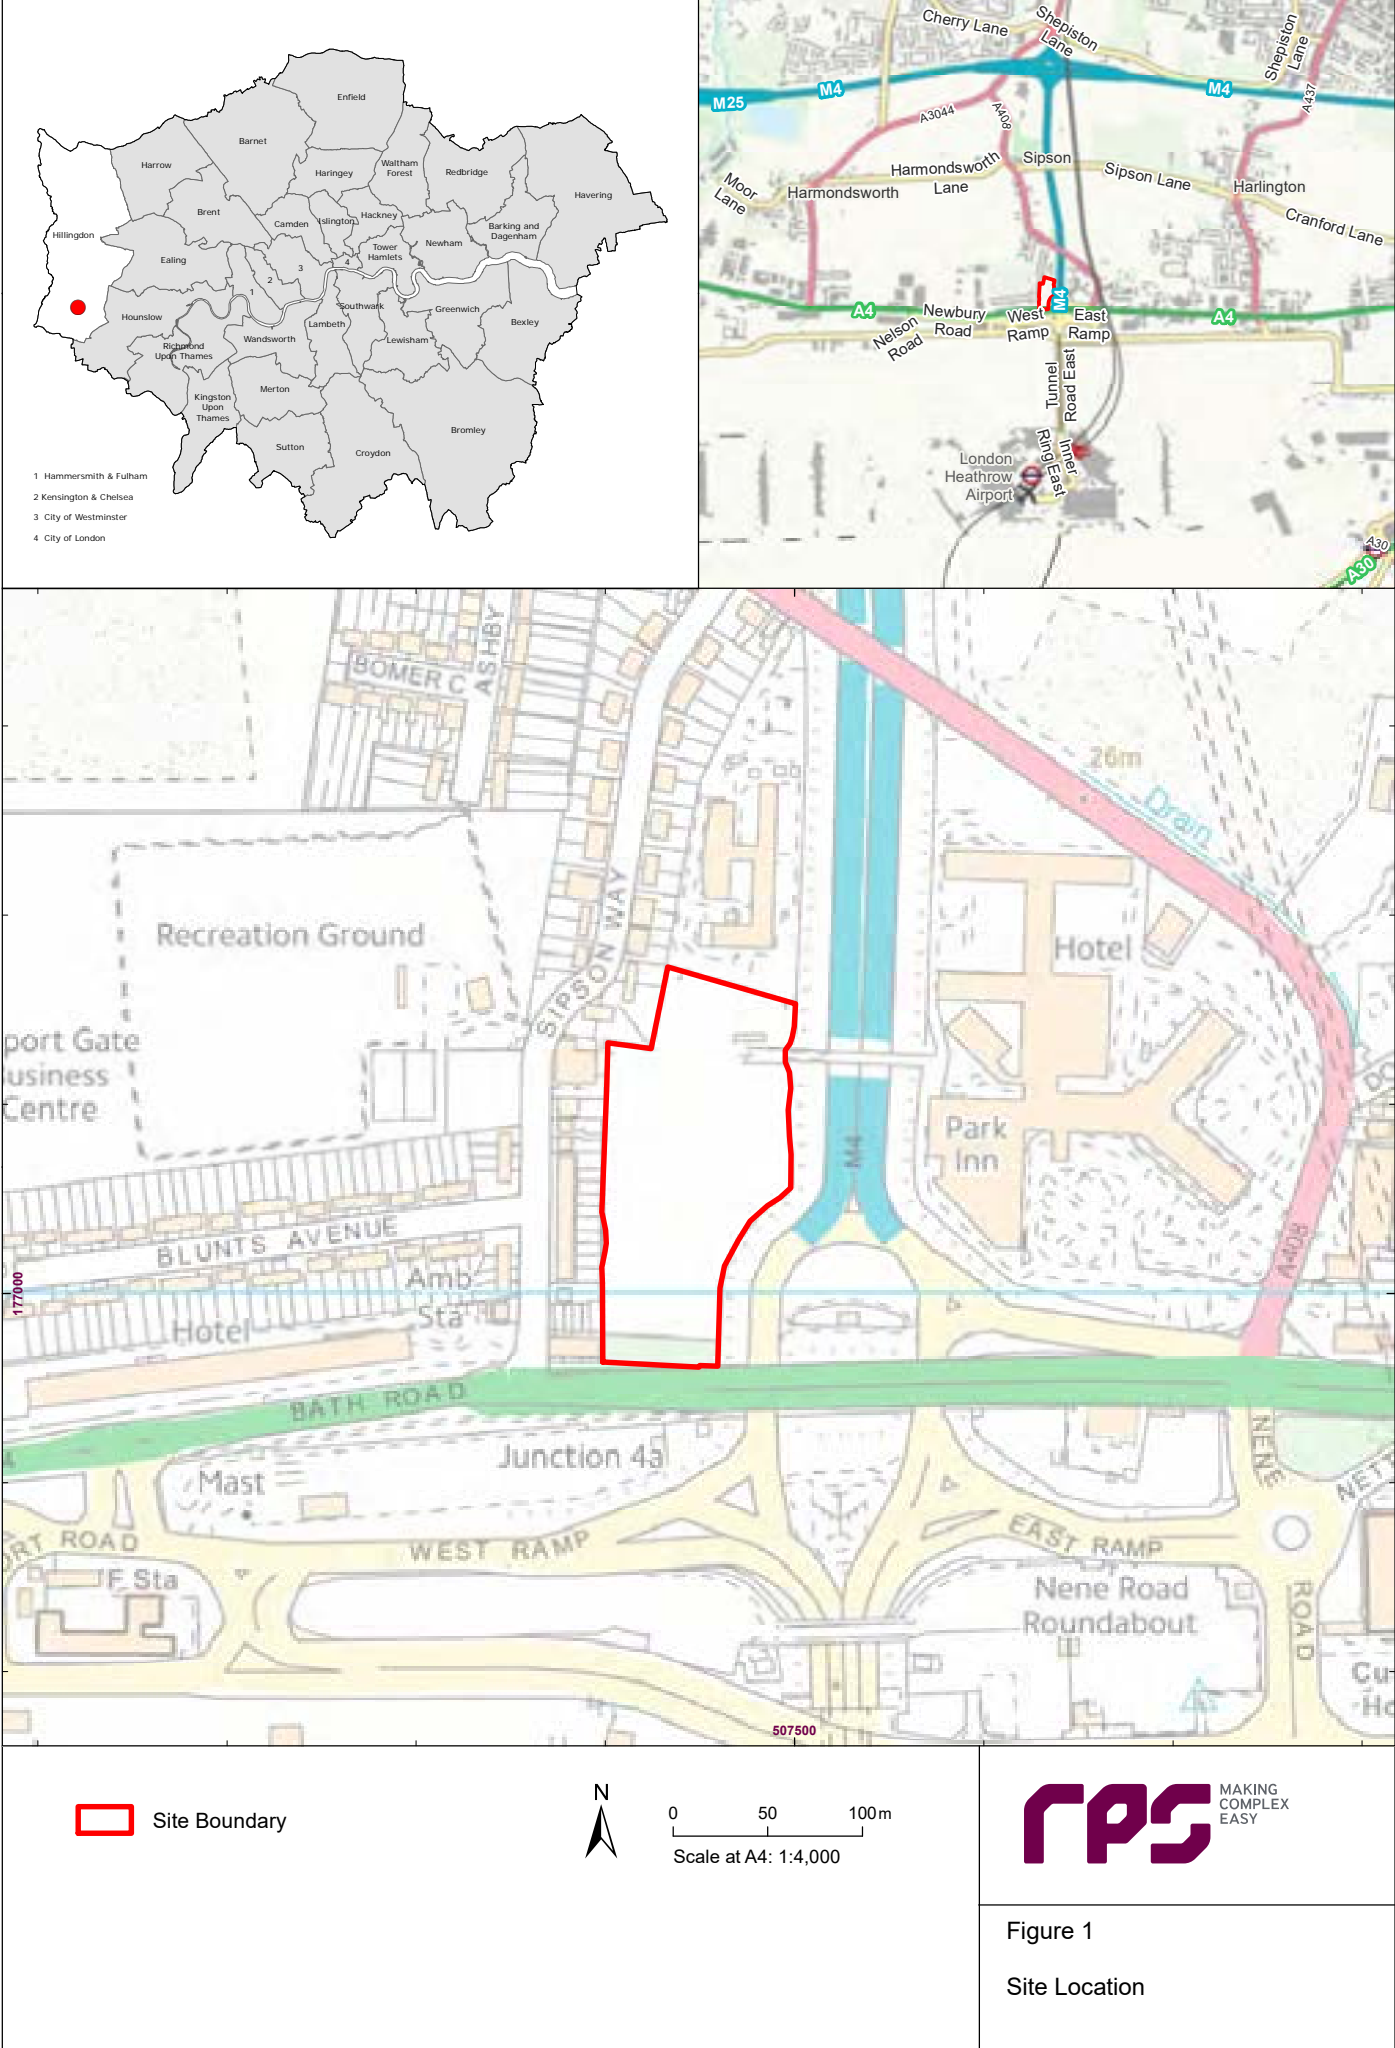 Enfield
Barnet
Harrow
Haringey
Waltham
Forest
Redbridge
Havering
Brent
Camden
Islington
Hackney
Barking and
Dagenham
Hillingdon
Ealing
Tower
Hamlets
Newham
1
2
3
4
Hounslow
Southwark
Greenwich
Bexley
Richmond
Upon Thames
Wandsworth
Lambeth
Lewisham
Kingston
Upon
Thames
Merton
Sutton
Croydon
Bromley
1 Hammersmith & Fulham
2 Kensington & Chelsea
3 City of Westminster
4 City of London
Cherry Lane
Shepiston
Lane
Shepiston
Lane
M25
M4
M4
A3044
A408
A437
Moor
Lane
Harmondsworth
Harmondsworth
Lane
Sipson
Sipson Lane
Harlington
Cranford Lane
A4
Nelson
Road
Newbury
Road
West
Ramp
M4
East
Ramp
A4
Tunnel
Road East
Inner
Ring East
London
Heathrow
Airport
A30
A30
BOMER C
ASHBY
26m
Drain
Recreation Ground
SIPSON WAY
Hotel
port Gate
usiness
Centre
Park
Inn
M4
BLUNTS AVENUE
Amb
Sta
Hotel
177000
A408
BATH ROAD
4
Junction 4a
Mast
NENE
ROAD
NETT
ORT ROAD
WEST RAMP
EAST RAMP
F Sta
Nene Road
Roundabout
Cu
Ho
507500
Site Boundary
N
0 50 100m
Scale at A4: 1:4,000
rps
MAKING
COMPLEX
EASY
Figure 1
Site Location